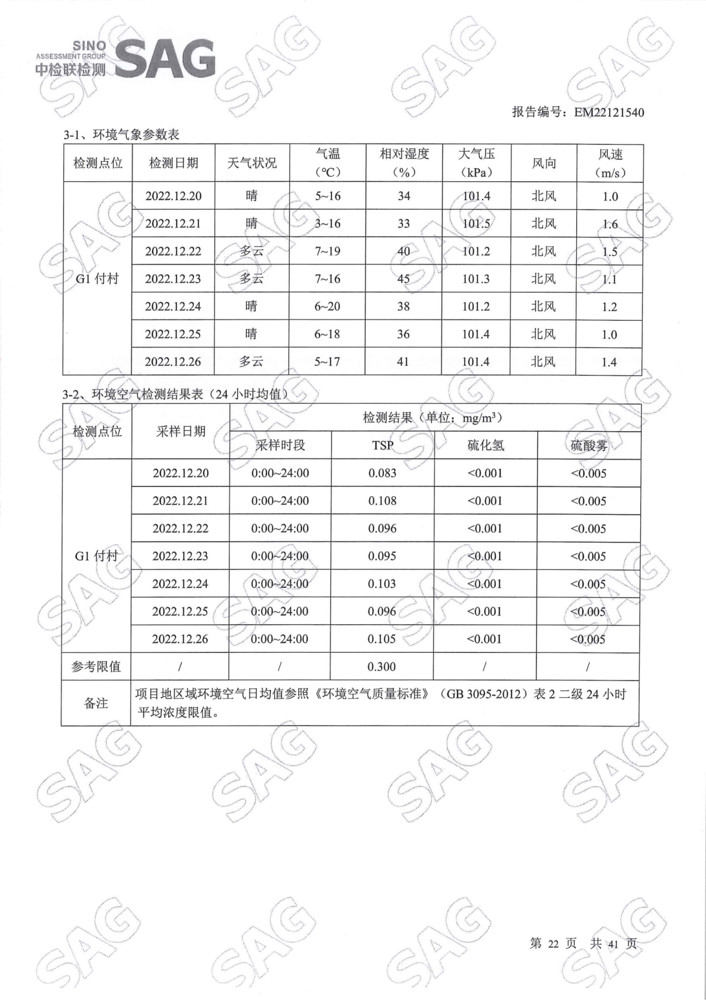 SINO
ASSESSMENT GROUP
中检联检测
SAG
报告编号：EM22121540
3-1、环境气象参数表
检测点位 检测日期 天气状况 气温（℃） 相对湿度（%） 大气压（kPa） 风向 风速（m/s）
G1 付村
2022.12.20 晴 5~16 34 101.4 北风 1.0
2022.12.21 晴 3~16 33 101.5 北风 1.6
2022.12.22 多云 7~19 40 101.2 北风 1.5
2022.12.23 多云 7~16 45 101.3 北风 1.1
2022.12.24 晴 6~20 38 101.2 北风 1.2
2022.12.25 晴 6~18 36 101.4 北风 1.0
2022.12.26 多云 5~17 41 101.4 北风 1.4
3-2、环境空气检测结果表（24 小时均值）
检测点位 采样日期 检测结果（单位：mg/m³）
采样时段 TSP 硫化氢 硫酸雾
G1 付村
2022.12.20 0:00~24:00 0.083 <0.001 <0.005
2022.12.21 0:00~24:00 0.108 <0.001 <0.005
2022.12.22 0:00~24:00 0.096 <0.001 <0.005
2022.12.23 0:00~24:00 0.095 <0.001 <0.005
2022.12.24 0:00~24:00 0.103 <0.001 <0.005
2022.12.25 0:00~24:00 0.096 <0.001 <0.005
2022.12.26 0:00~24:00 0.105 <0.001 <0.005
参考限值 / / 0.300 / /
备注 项目地区域环境空气日均值参照《环境空气质量标准》（GB 3095-2012）表 2 二级 24 小时
平均浓度限值。
第 22 页 共 41 页